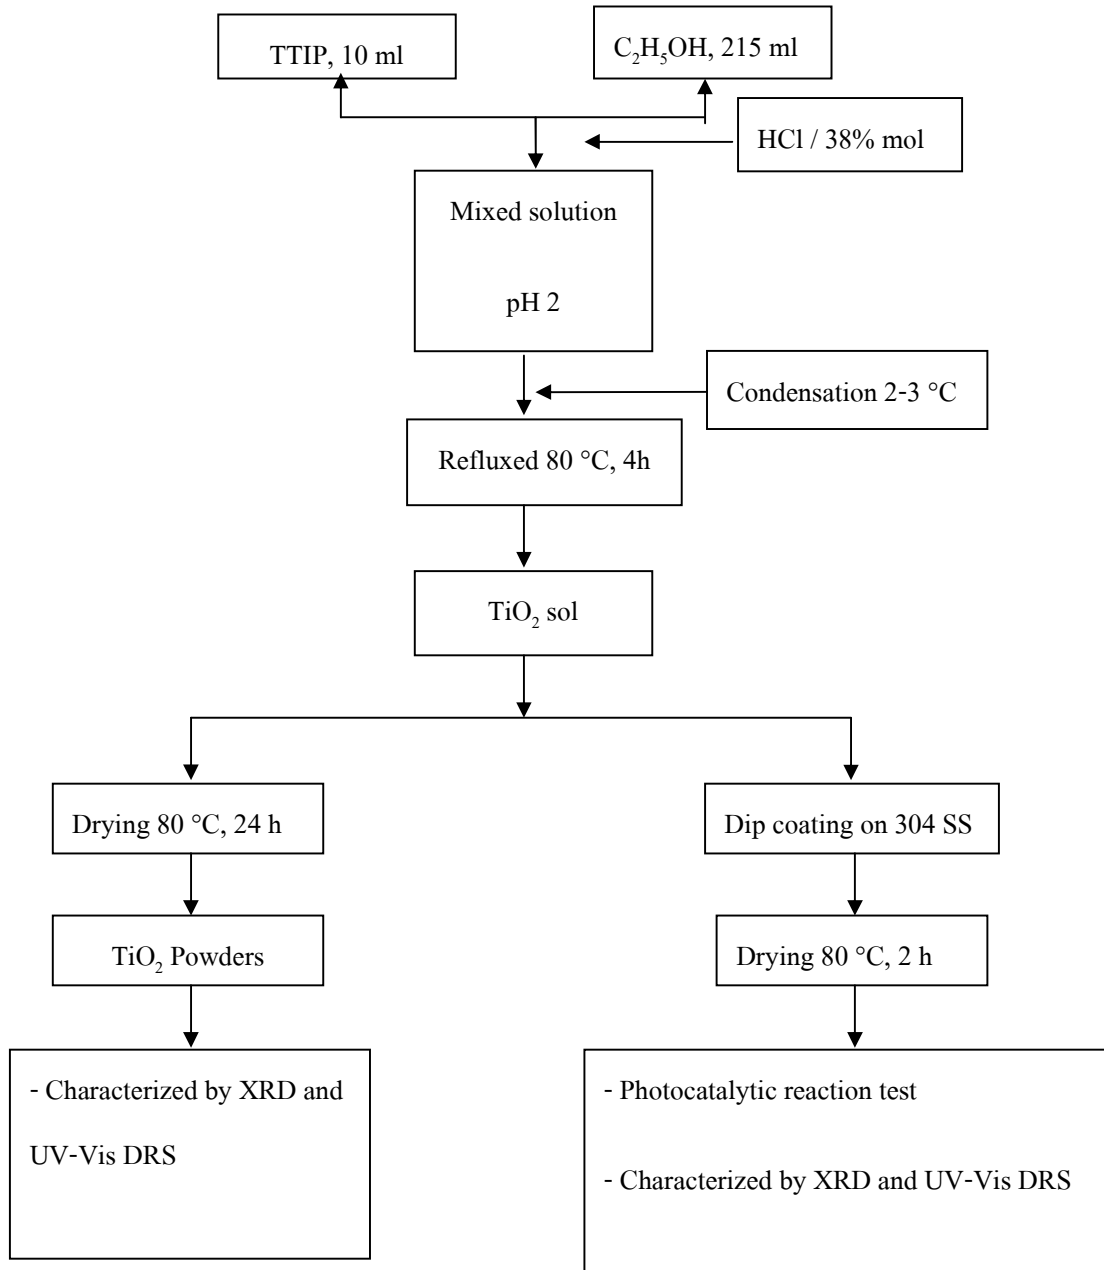 TTIP, 10 ml
C₂H₅OH, 215 ml
HCl / 38% mol
Mixed solution
pH 2
Condensation 2-3 °C
Refluxed 80 °C, 4h
TiO₂ sol
Drying 80 °C, 24 h
Dip coating on 304 SS
TiO₂ Powders
Drying 80 °C, 2 h
- Characterized by XRD and
UV-Vis DRS
- Photocatalytic reaction test
- Characterized by XRD and UV-Vis DRS